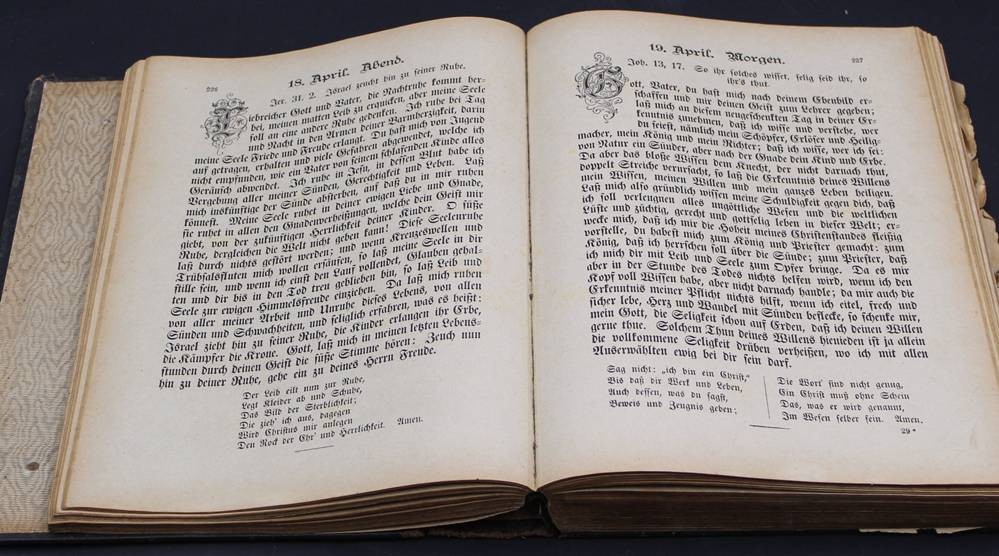 226
18. April. Abend.
Jer. 31. 2. Israel zeucht hin zu seiner Ruhe.
Liebreicher Gott und Vater, die Nachtruhe kommt her-
bei, meinen matten Leib zu erquicken, aber meine Seele
soll an eine andere Ruhe gedenken. Ich ruhe bei Tag
und Nacht in den Armen deiner Barmherzigkeit, darin
meine Seele Friede und Freude erlangt. Du hast mich von Jugend
auf getragen, erhalten und viele Gefahren abgewendet, welche ich
nicht empfunden, wie ein Vater von seinem schlafenden Kinde alles
Geräusch abwendet. Ich ruhe in Jesu, in dessen Blut habe ich
Vergebung aller meiner Sünden, Gerechtigkeit und Leben. Laß
mich inskünftige der Sünde absterben, auf daß du in mir ruhen
könnest. Meine Seele ruhet in deiner ewigen Liebe und Gnade,
sie ruhet in allen den Gnadenverheißungen, welche dein Geist mir
giebt, von der zukünftigen Herrlichkeit deiner Kinder. O süße
Ruhe, dergleichen die Welt nicht geben kann! Diese Seelenruhe
laß durch nichts gestört werden; und wenn Kreuzeswellen und
Trübsalsfluten mich wollen ersäufen, so laß meine Seele in dir
stille sein, und wenn ich einst den Lauf vollendet, Glauben gehal-
ten und dir bis in den Tod treu geblieben bin, so laß Leib und
Seele zur ewigen Himmelsfreude einziehen. Da laß mich ruhen
von aller meiner Arbeit und Unruhe dieses Lebens, von allen
Sünden und Schwachheiten, und seliglich erfahren, was es heißt:
Israel zieht hin zu seiner Ruhe, die Kinder erlangen ihr Erbe,
die Kämpfer die Krone. Gott, laß mich in meinen letzten Lebens-
stunden durch deinen Geist die süße Stimme hören: Zeuch nun
hin zu deiner Ruhe, gehe ein zu deines Herrn Freude.
Der Leib eilt nun zur Ruhe,
Legt Kleider ab und Schuhe,
Das Bild der Sterblichkeit;
Die zieh' ich aus, dagegen
Wird Christus mir anlegen
Den Rock der Ehr' und Herrlichkeit. Amen.
19. April. Morgen.
227
Joh. 13, 17. So ihr solches wisset, selig seid ihr, so
ihr's thut.
Gott, Vater, du hast mich nach deinem Ebenbild er-
schaffen und mir deinen Geist zum Lehrer gegeben;
laß mich an diesem neugeschenkten Tag in deiner Er-
kenntnis zunehmen, daß ich wisse und verstehe, wer
du seiest, nämlich mein Schöpfer, Erlöser und Heilig-
macher, mein König und mein Richter; daß ich wisse, wer ich sei:
von Natur ein Sünder, aber nach der Gnade dein Kind und Erbe.
Da aber das bloße Wissen dem Knecht, der nicht darnach thut,
doppelt Streiche verursacht, so laß die Erkenntnis deines Willens
mein Wissen, meinen Willen und mein ganzes Leben heiligen.
Laß mich also gründlich wissen meine Schuldigkeit gegen dich, daß
ich soll verleugnen alles ungöttliche Wesen und die weltlichen
Lüste und züchtig, gerecht und gottselig leben in dieser Welt; er-
wecke mich, daß ich mir die Hoheit meines Christenstandes fleißig
vorstelle, du habest mich zum König und Priester gemacht: zum
König, daß ich herrschen soll über die Sünde; zum Priester, daß
ich mich dir mit Leib und Seele zum Opfer bringe. Da es mir
aber in der Stunde des Todes nichts helfen wird, wenn ich den
Kopf voll Wissen habe, aber nicht darnach handle; da mir auch die
Erkenntnis meiner Pflicht nichts hilft, wenn ich eitel, frech und
sicher lebe, Herz und Wandel mit Sünden beflecke, so schenke mir,
mein Gott, die Seligkeit schon auf Erden, daß ich deinen Willen
gerne thue. Solchem Thun deines Willens hienieden ist ja allein
die vollkommene Seligkeit drüben verheißen, wo ich mit allen
Auserwählten ewig bei dir sein darf.
Sag nicht: „ich bin ein Christ,"
Bis daß dir Werk und Leben,
Auch dessen, was du sagst,
Beweis und Zeugnis geben;
Die Wort' sind nicht genug,
Ein Christ muß ohne Schein
Das, was er wird genannt,
Im Wesen selber sein. Amen.
29*